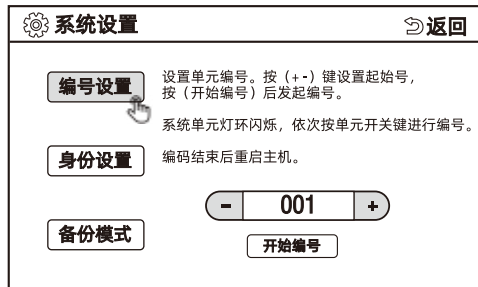 系统设置
返回
编号设置
设置单元编号。按（+-）键设置起始号，
按（开始编号）后发起编号。
系统单元灯环闪烁，依次按单元开关键进行编号。
身份设置
编码结束后重启主机。
- 001 +
备份模式
开始编号